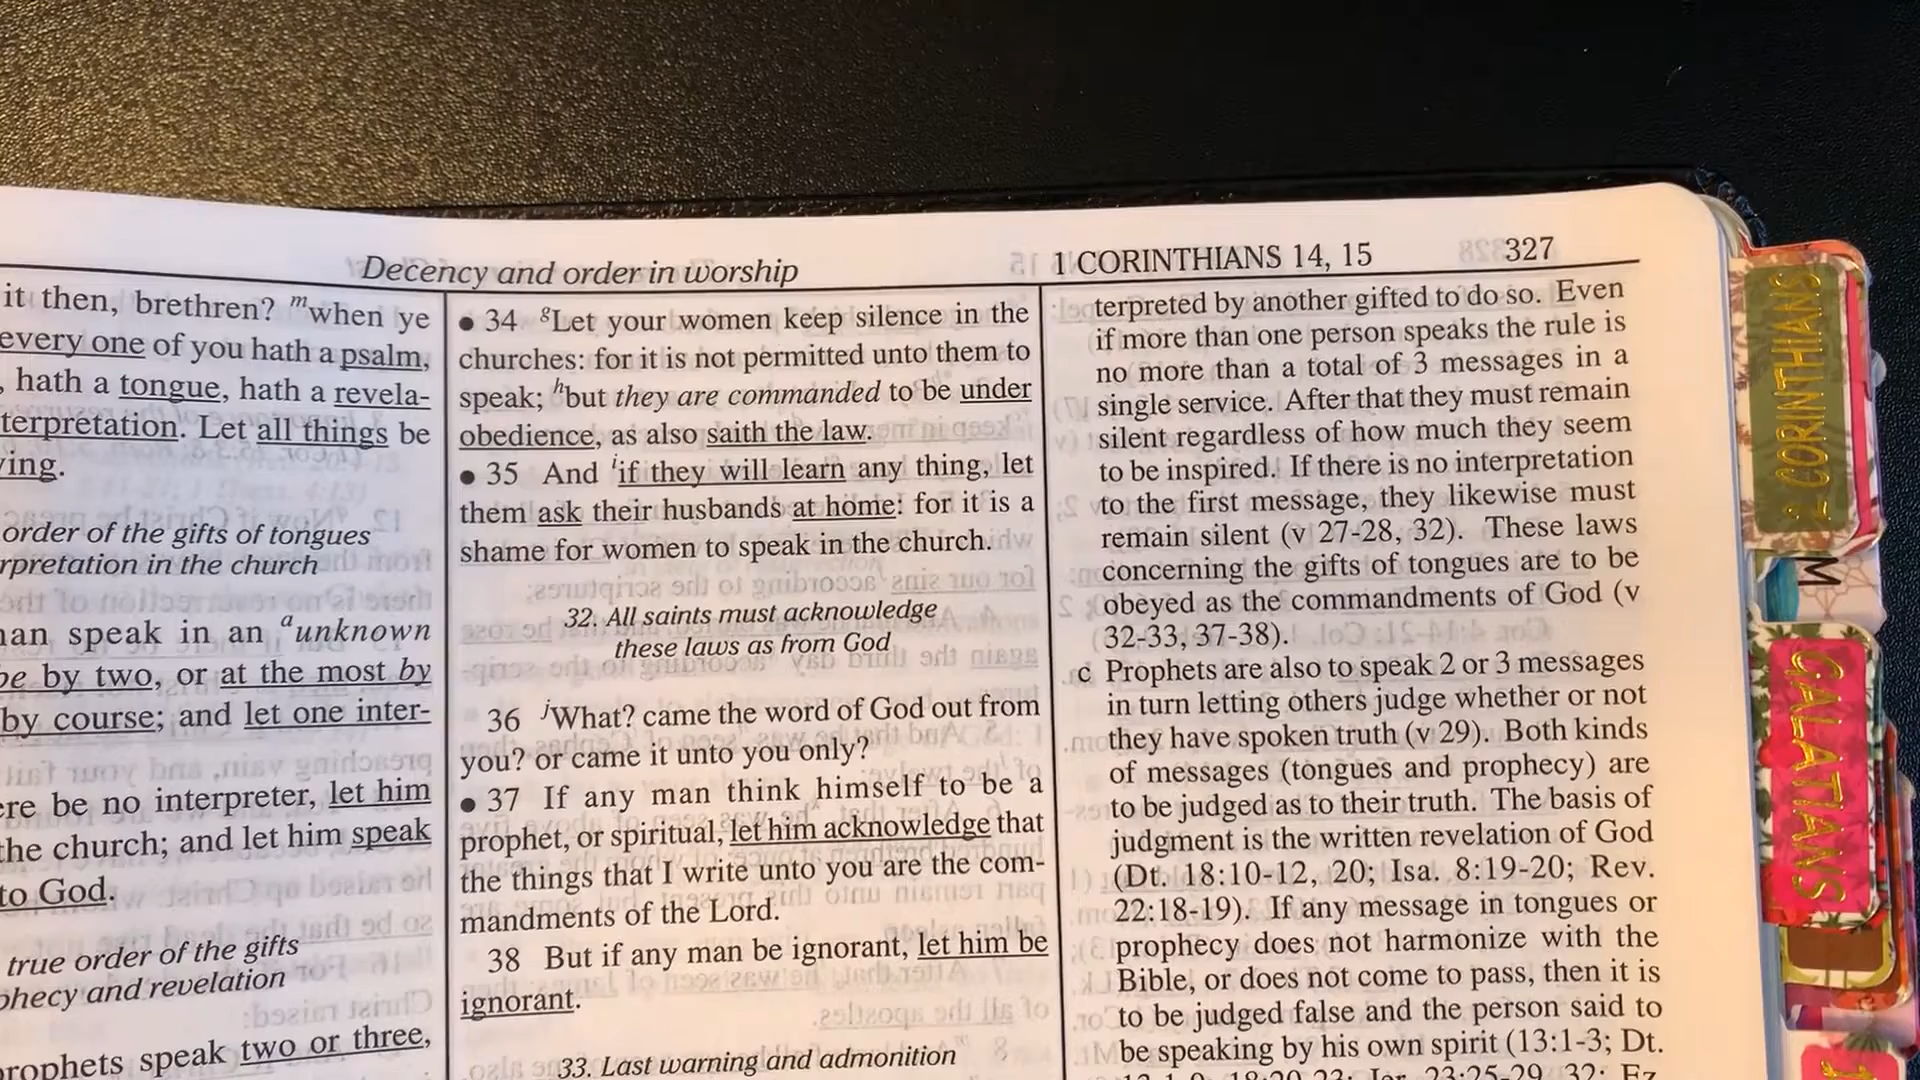 Decency and order in worship
1 CORINTHIANS 14, 15
327
it then, brethren? m when ye
every one of you hath a psalm,
, hath a tongue, hath a revela-
terpretation. Let all things be
ying.
order of the gifts of tongues
rpretation in the church
man speak in an a unknown
be by two, or at the most by
by course; and let one inter-
ere be no interpreter, let him
the church; and let him speak
to God.
true order of the gifts
phecy and revelation
prophets speak two or three,
• 34 g Let your women keep silence in the
churches: for it is not permitted unto them to
speak; h but they are commanded to be under
obedience, as also saith the law.
• 35 And i if they will learn any thing, let
them ask their husbands at home: for it is a
shame for women to speak in the church.
32. All saints must acknowledge
these laws as from God
36 j What? came the word of God out from
you? or came it unto you only?
• 37 If any man think himself to be a
prophet, or spiritual, let him acknowledge that
the things that I write unto you are the com-
mandments of the Lord.
38 But if any man be ignorant, let him be
ignorant.
33. Last warning and admonition
terpreted by another gifted to do so. Even
if more than one person speaks the rule is
no more than a total of 3 messages in a
single service. After that they must remain
silent regardless of how much they seem
to be inspired. If there is no interpretation
to the first message, they likewise must
remain silent (v 27-28, 32). These laws
concerning the gifts of tongues are to be
obeyed as the commandments of God (v
32-33, 37-38).
c Prophets are also to speak 2 or 3 messages
in turn letting others judge whether or not
they have spoken truth (v 29). Both kinds
of messages (tongues and prophecy) are
to be judged as to their truth. The basis of
judgment is the written revelation of God
(Dt. 18:10-12, 20; Isa. 8:19-20; Rev.
22:18-19). If any message in tongues or
prophecy does not harmonize with the
Bible, or does not come to pass, then it is
to be judged false and the person said to
be speaking by his own spirit (13:1-3; Dt.
18:20-22; Jer. 23:25-29, 32; Ez.
2 CORINTHIANS
M
GALATIANS
1